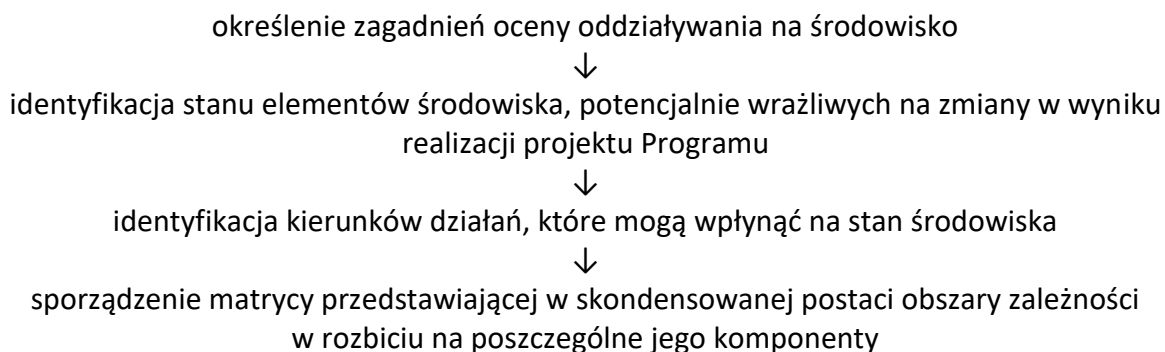 określenie zagadnień oceny oddziaływania na środowisko
↓
identyfikacja stanu elementów środowiska, potencjalnie wrażliwych na zmiany w wyniku
realizacji projektu Programu
↓
identyfikacja kierunków działań, które mogą wpłynąć na stan środowiska
↓
sporządzenie matrycy przedstawiającej w skondensowanej postaci obszary zależności
w rozbiciu na poszczególne jego komponenty